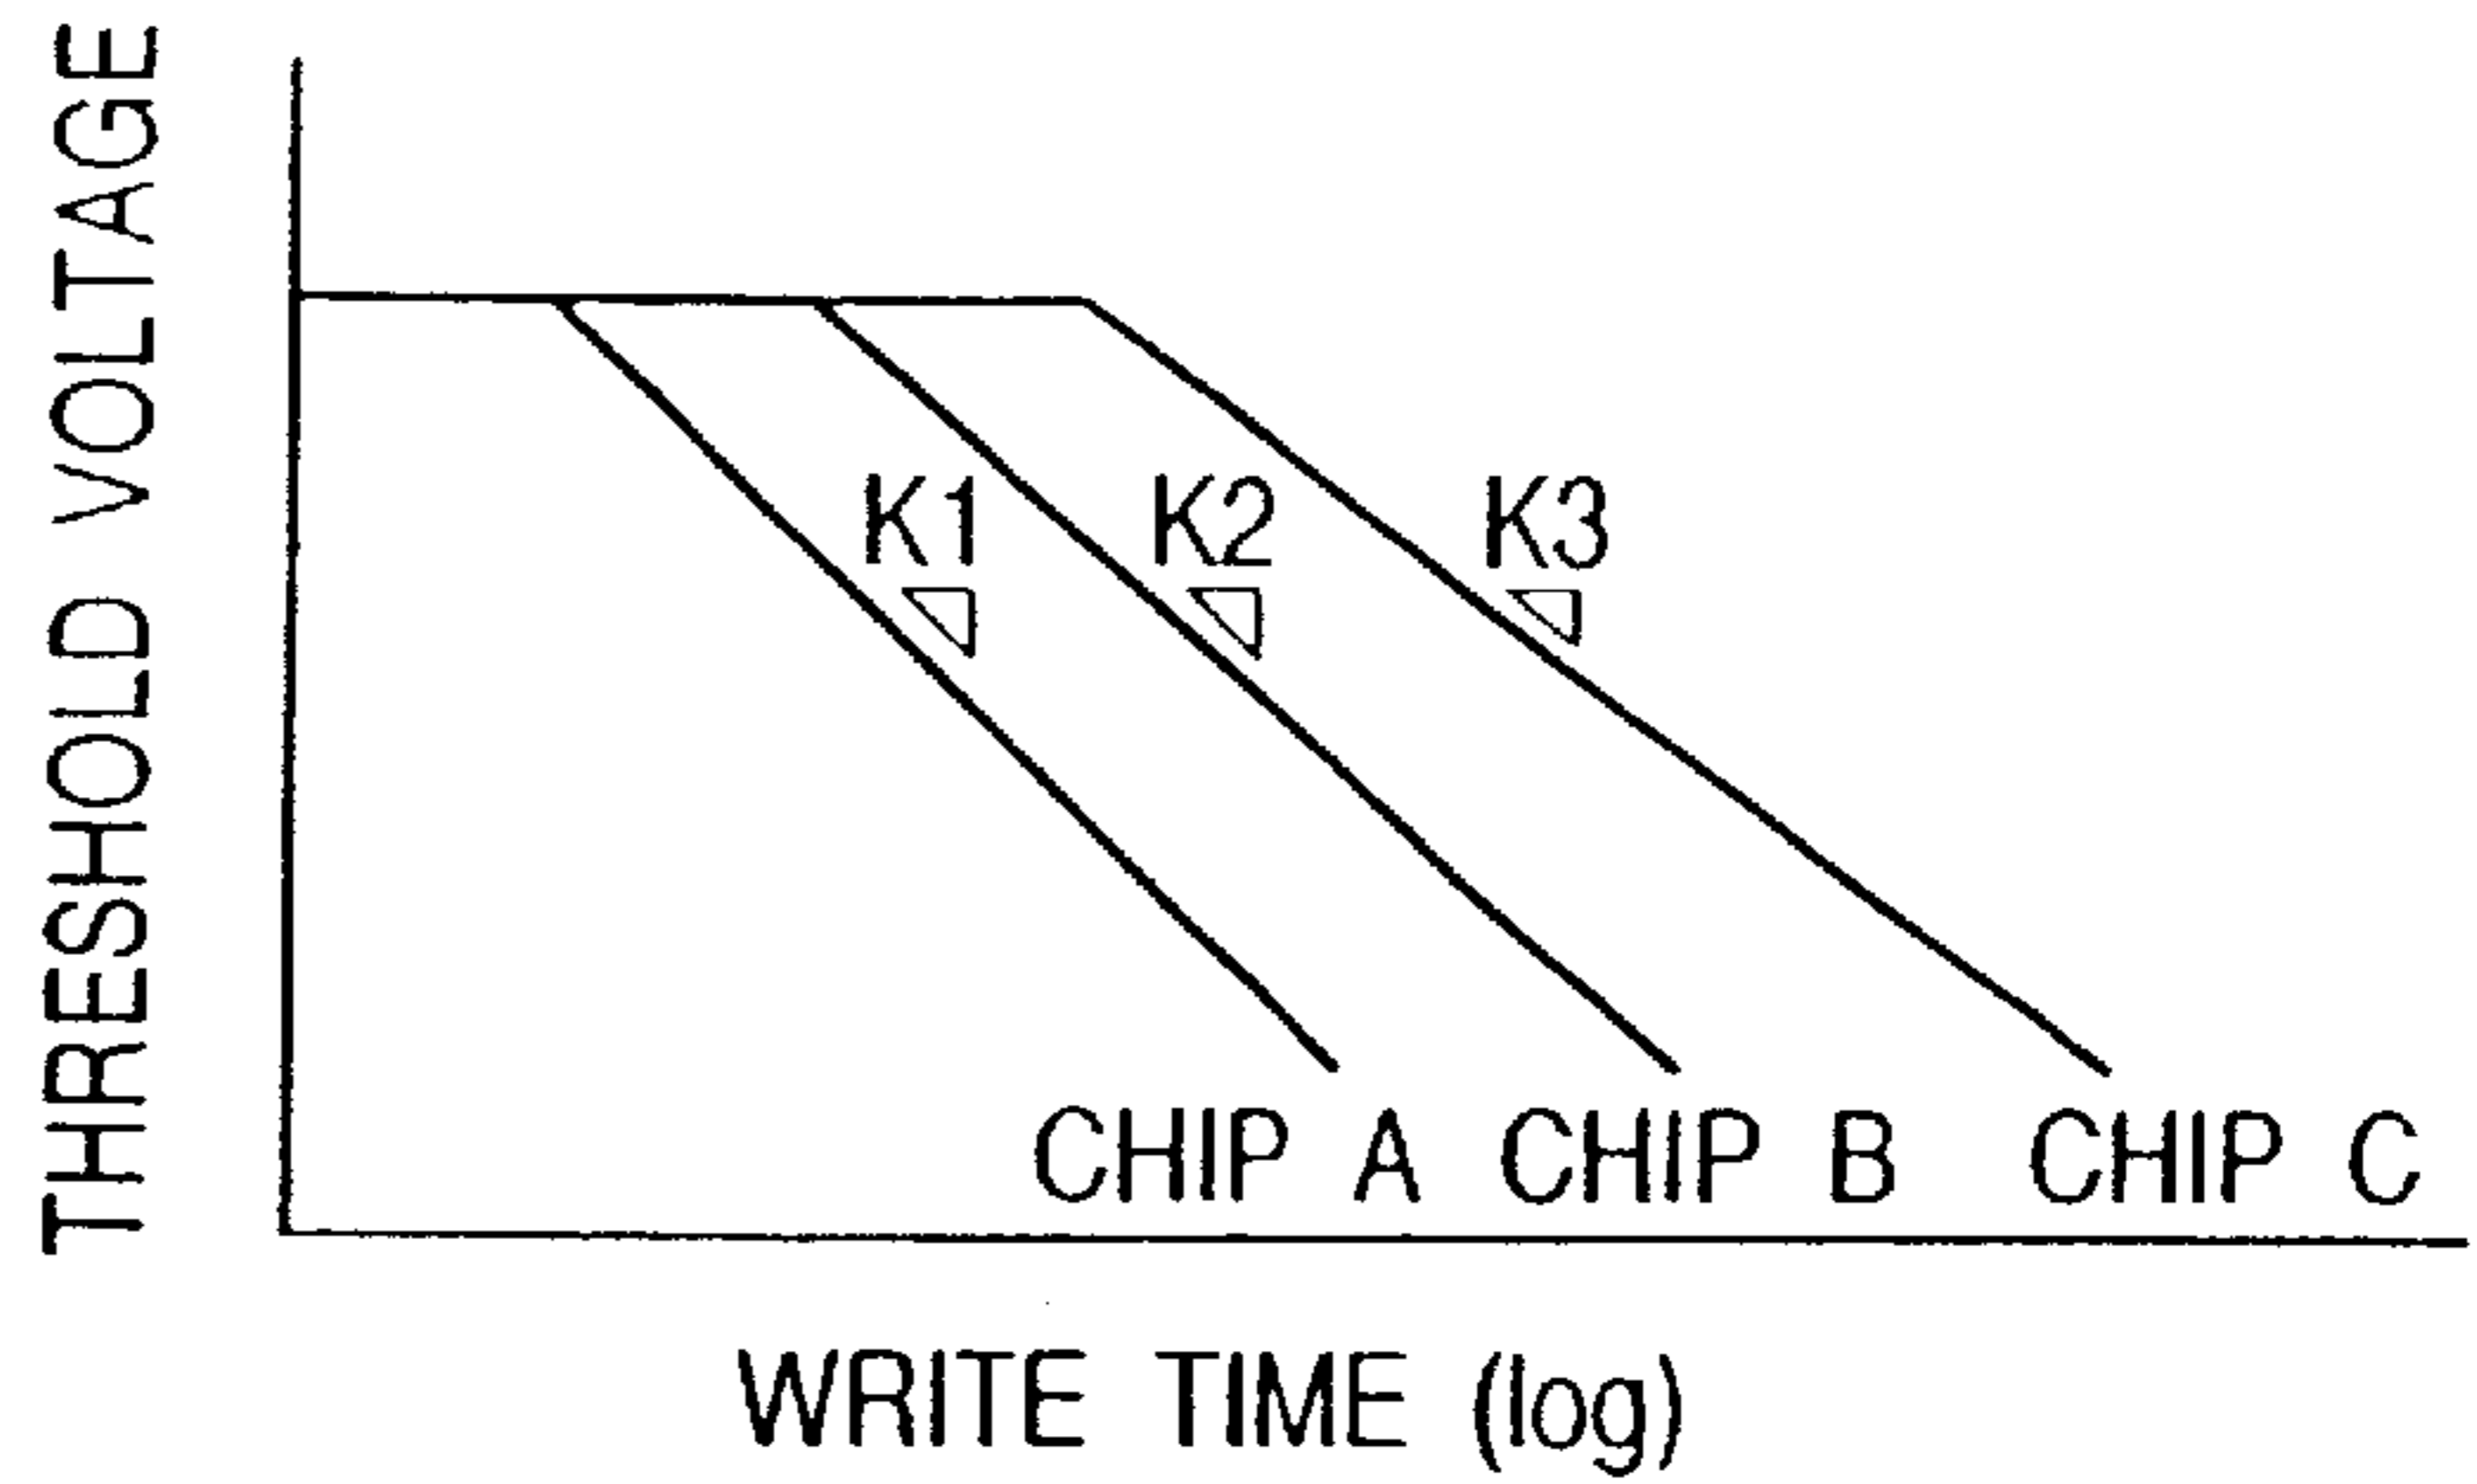 THRESHOLD VOLTAGE
K1 K2 K3
CHIP A CHIP B CHIP C
WRITE TIME (log)